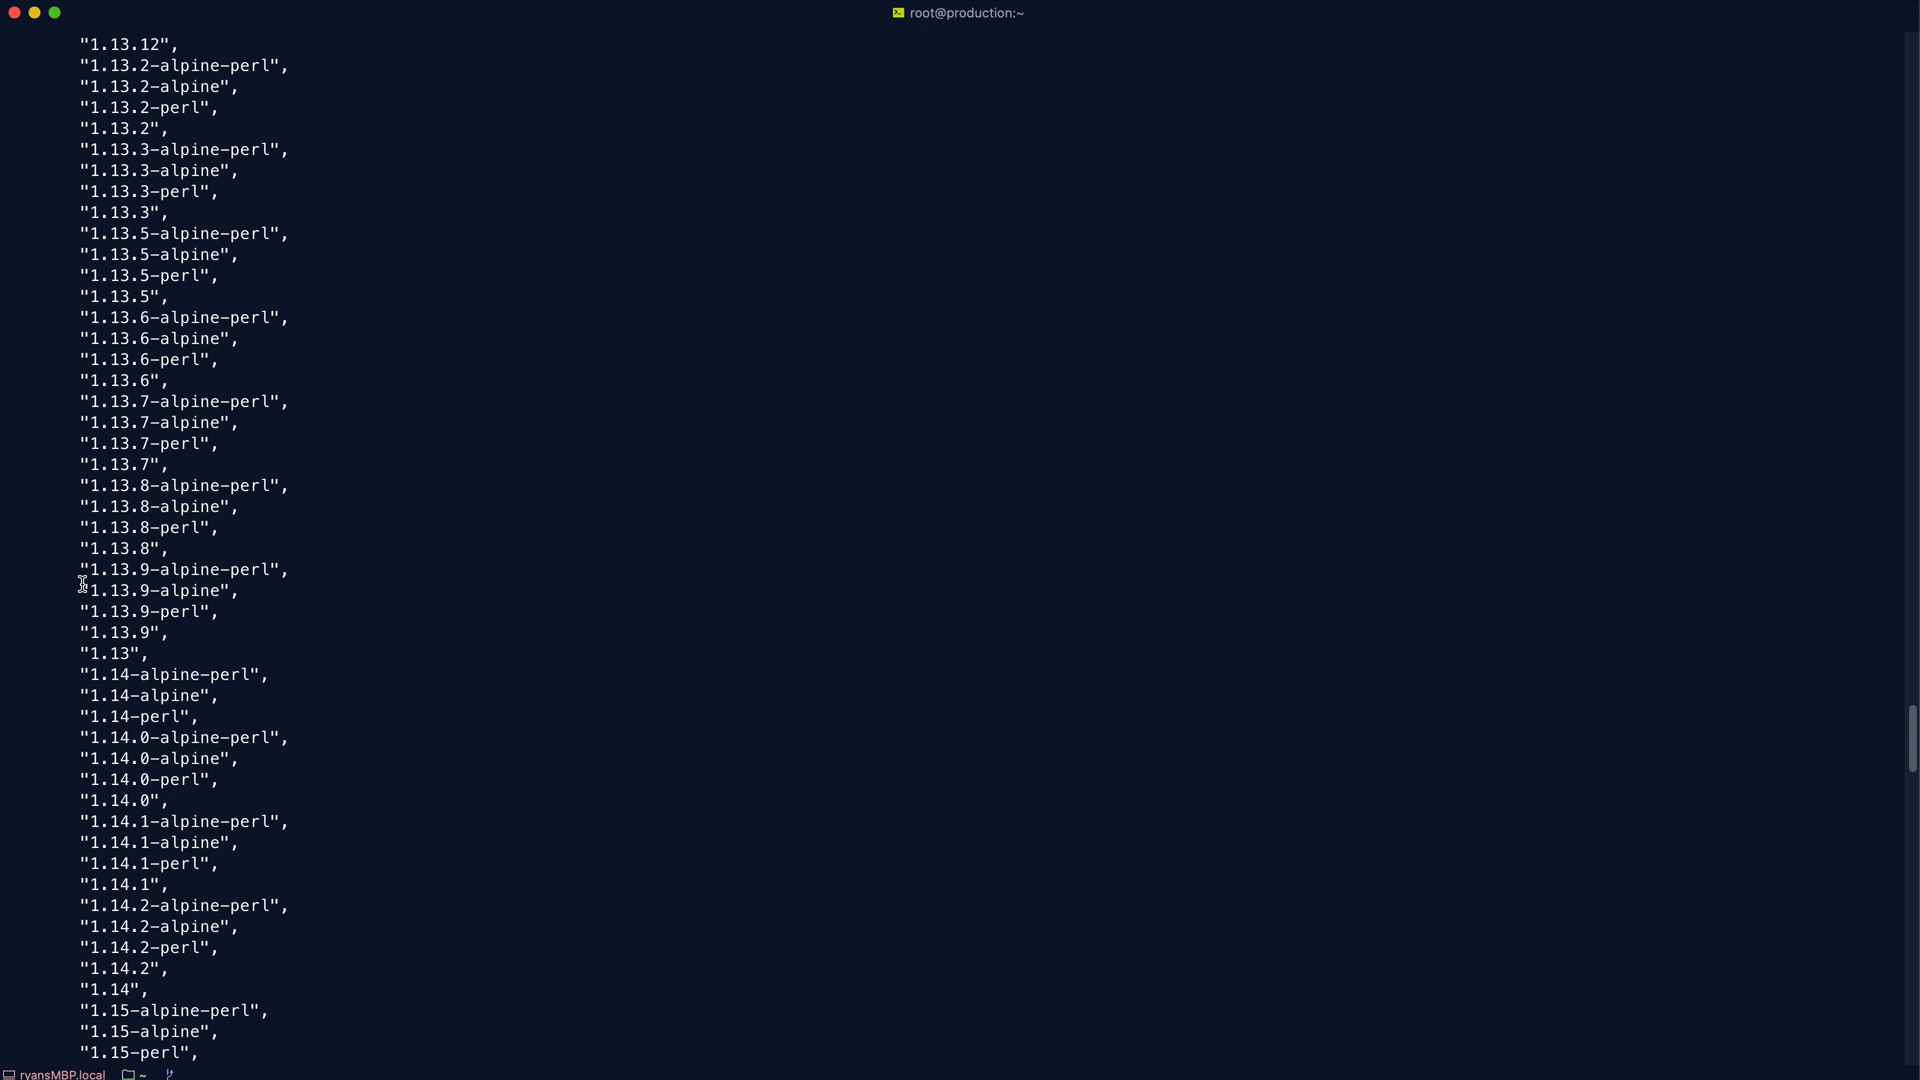 root@production:~
"1.13.12",
"1.13.2-alpine-perl",
"1.13.2-alpine",
"1.13.2-perl",
"1.13.2",
"1.13.3-alpine-perl",
"1.13.3-alpine",
"1.13.3-perl",
"1.13.3",
"1.13.5-alpine-perl",
"1.13.5-alpine",
"1.13.5-perl",
"1.13.5",
"1.13.6-alpine-perl",
"1.13.6-alpine",
"1.13.6-perl",
"1.13.6",
"1.13.7-alpine-perl",
"1.13.7-alpine",
"1.13.7-perl",
"1.13.7",
"1.13.8-alpine-perl",
"1.13.8-alpine",
"1.13.8-perl",
"1.13.8",
"1.13.9-alpine-perl",
"1.13.9-alpine",
"1.13.9-perl",
"1.13.9",
"1.13",
"1.14-alpine-perl",
"1.14-alpine",
"1.14-perl",
"1.14.0-alpine-perl",
"1.14.0-alpine",
"1.14.0-perl",
"1.14.0",
"1.14.1-alpine-perl",
"1.14.1-alpine",
"1.14.1-perl",
"1.14.1",
"1.14.2-alpine-perl",
"1.14.2-alpine",
"1.14.2-perl",
"1.14.2",
"1.14",
"1.15-alpine-perl",
"1.15-alpine",
"1.15-perl",
ryansMBP.local ~